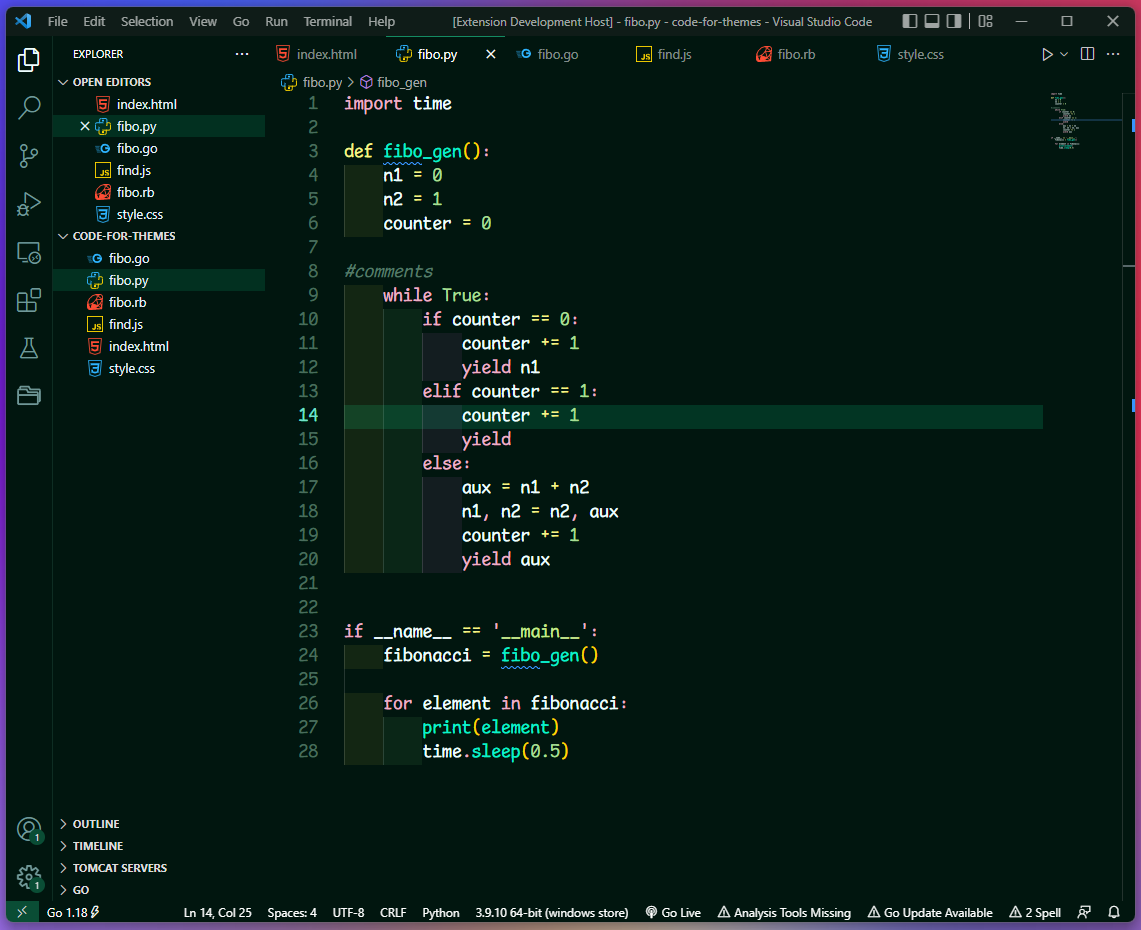 File Edit Selection View Go Run Terminal Help [Extension Development Host] - fibo.py - code-for-themes - Visual Studio Code
EXPLORER
index.html fibo.py fibo.go find.js fibo.rb style.css
OPEN EDITORS
index.html
fibo.py
fibo.go
find.js
fibo.rb
style.css
CODE-FOR-THEMES
fibo.go
fibo.py
fibo.rb
find.js
index.html
style.css
fibo.py > fibo_gen
1 import time
2
3 def fibo_gen():
4     n1 = 0
5     n2 = 1
6     counter = 0
7
8 #comments
9     while True:
10         if counter == 0:
11             counter += 1
12             yield n1
13         elif counter == 1:
14             counter += 1
15             yield
16         else:
17             aux = n1 + n2
18             n1, n2 = n2, aux
19             counter += 1
20             yield aux
21
22
23 if __name__ == '__main__':
24     fibonacci = fibo_gen()
25
26     for element in fibonacci:
27         print(element)
28         time.sleep(0.5)
OUTLINE
TIMELINE
TOMCAT SERVERS
GO
1
1
Go 1.18 Ln 14, Col 25 Spaces: 4 UTF-8 CRLF Python 3.9.10 64-bit (windows store) Go Live Analysis Tools Missing Go Update Available 2 Spell